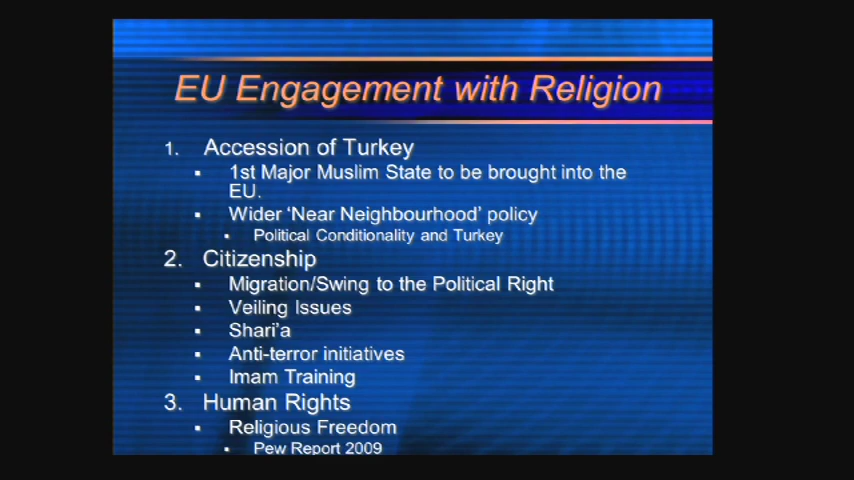 EU Engagement with Religion
1. Accession of Turkey
▪ 1st Major Muslim State to be brought into the
EU.
▪ Wider ‘Near Neighbourhood’ policy
▪ Political Conditionality and Turkey
2. Citizenship
▪ Migration/Swing to the Political Right
▪ Veiling Issues
▪ Shari’a
▪ Anti-terror initiatives
▪ Imam Training
3. Human Rights
▪ Religious Freedom
▪ Pew Report 2009